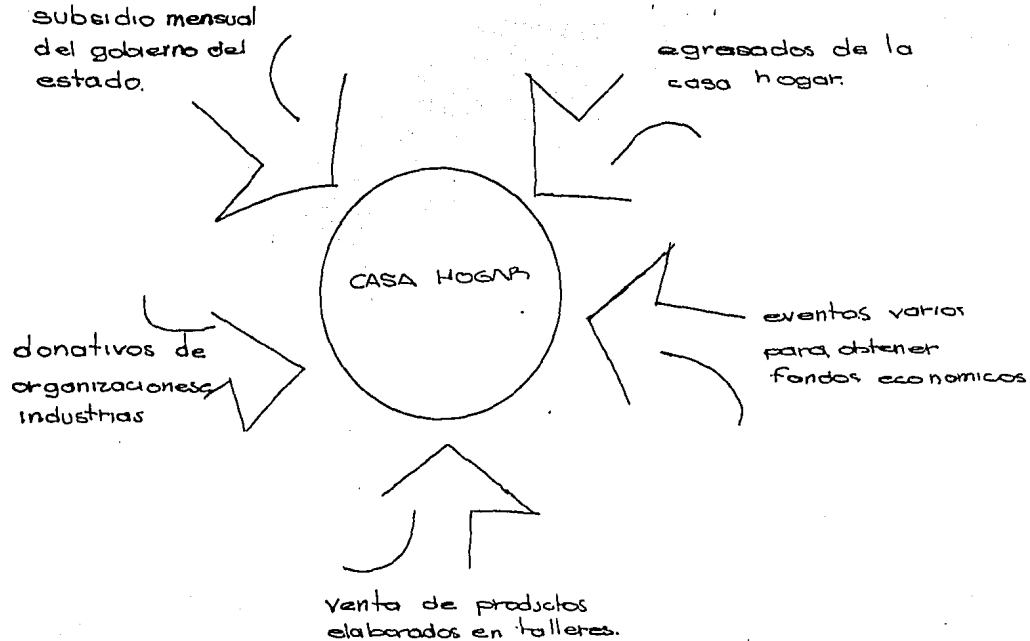 subsidio mensual
del gobierno del
estado.
egresados de la
casa hogar.
CASA HOGAR
donativos de
organizaciones e
industrias
eventos varios
para obtener
fondos economicos
venta de productos
elaborados en talleres.